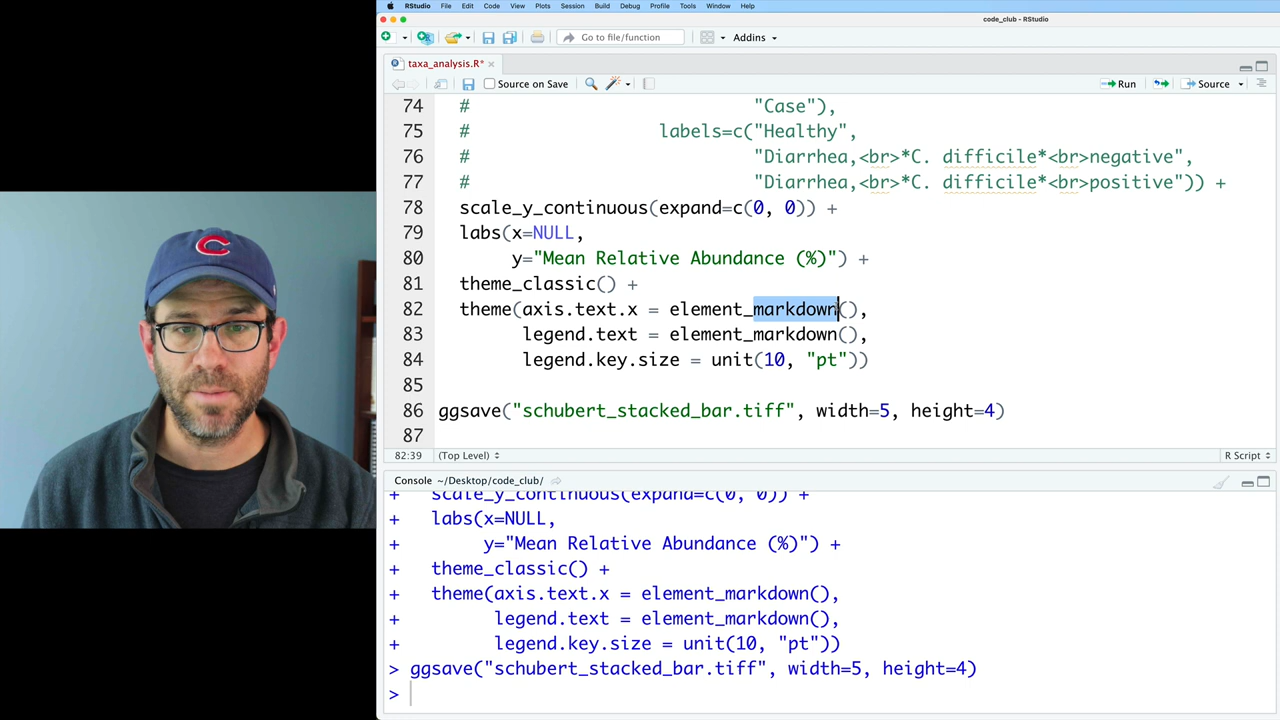 RStudio File Edit Code View Plots Session Build Debug Profile Tools Window Help
code_club - RStudio
Go to file/function Addins
taxa_analysis.R*
Source on Save Run Source
74 # "Case"),
75 # labels=c("Healthy",
76 # "Diarrhea,<br>*C. difficile*<br>negative",
77 # "Diarrhea,<br>*C. difficile*<br>positive")) +
78 scale_y_continuous(expand=c(0, 0)) +
79 labs(x=NULL,
80 y="Mean Relative Abundance (%)") +
81 theme_classic() +
82 theme(axis.text.x = element_markdown(),
83 legend.text = element_markdown(),
84 legend.key.size = unit(10, "pt"))
85
86 ggsave("schubert_stacked_bar.tiff", width=5, height=4)
87
82:39 (Top Level) R Script
Console ~/Desktop/code_club/
+ scale_y_continuous(expand=c(0, 0)) +
+ labs(x=NULL,
+ y="Mean Relative Abundance (%)") +
+ theme_classic() +
+ theme(axis.text.x = element_markdown(),
+ legend.text = element_markdown(),
+ legend.key.size = unit(10, "pt"))
> ggsave("schubert_stacked_bar.tiff", width=5, height=4)
>
C